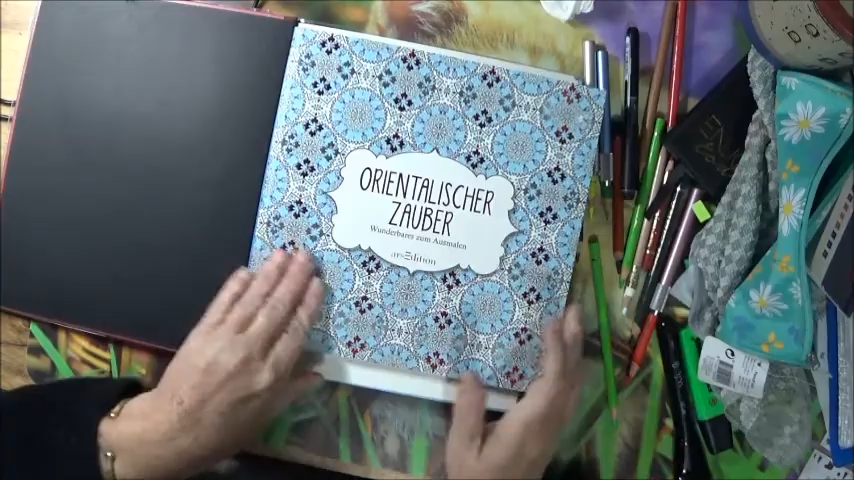 ORIENTALISCHER
ZAUBER
Wunderbares zum Ausmalen
arsEdition